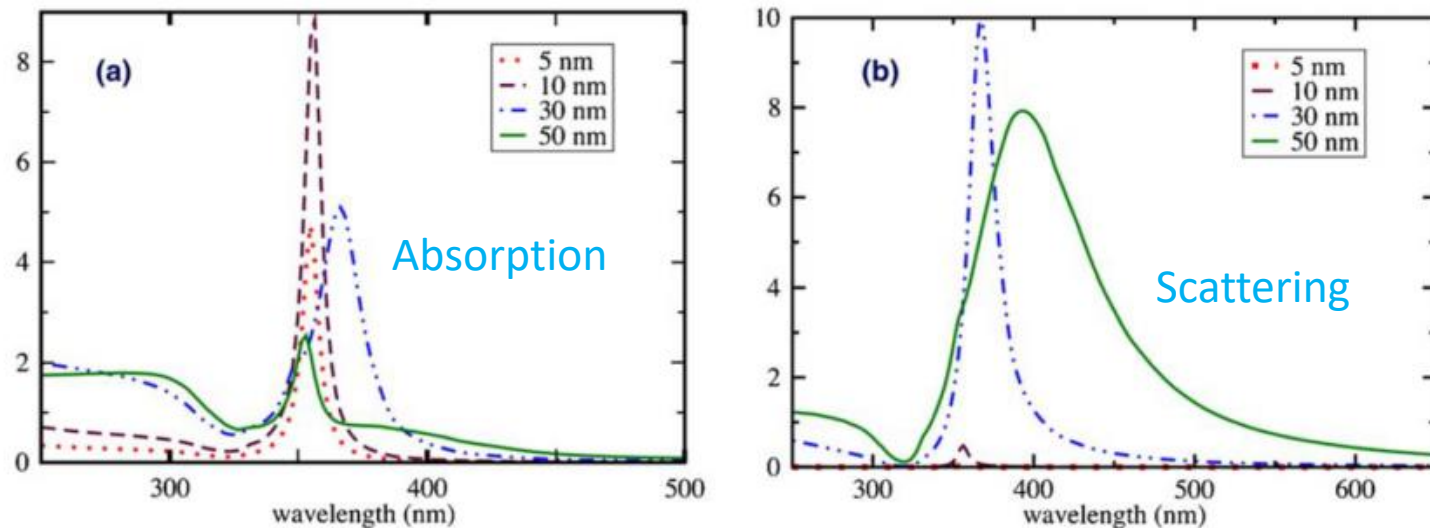 (a)
5 nm
10 nm
30 nm
50 nm
Absorption
8
6
4
2
0
300
400
500
wavelength (nm)
(b)
5 nm
10 nm
30 nm
50 nm
Scattering
10
8
6
4
2
0
300
400
500
600
wavelength (nm)